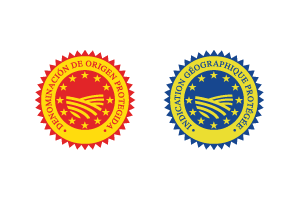 DENOMINACIÓN DE ORIGEN PROTEGIDA
INDICATION GÉOGRAPHIQUE PROTÉGÉE